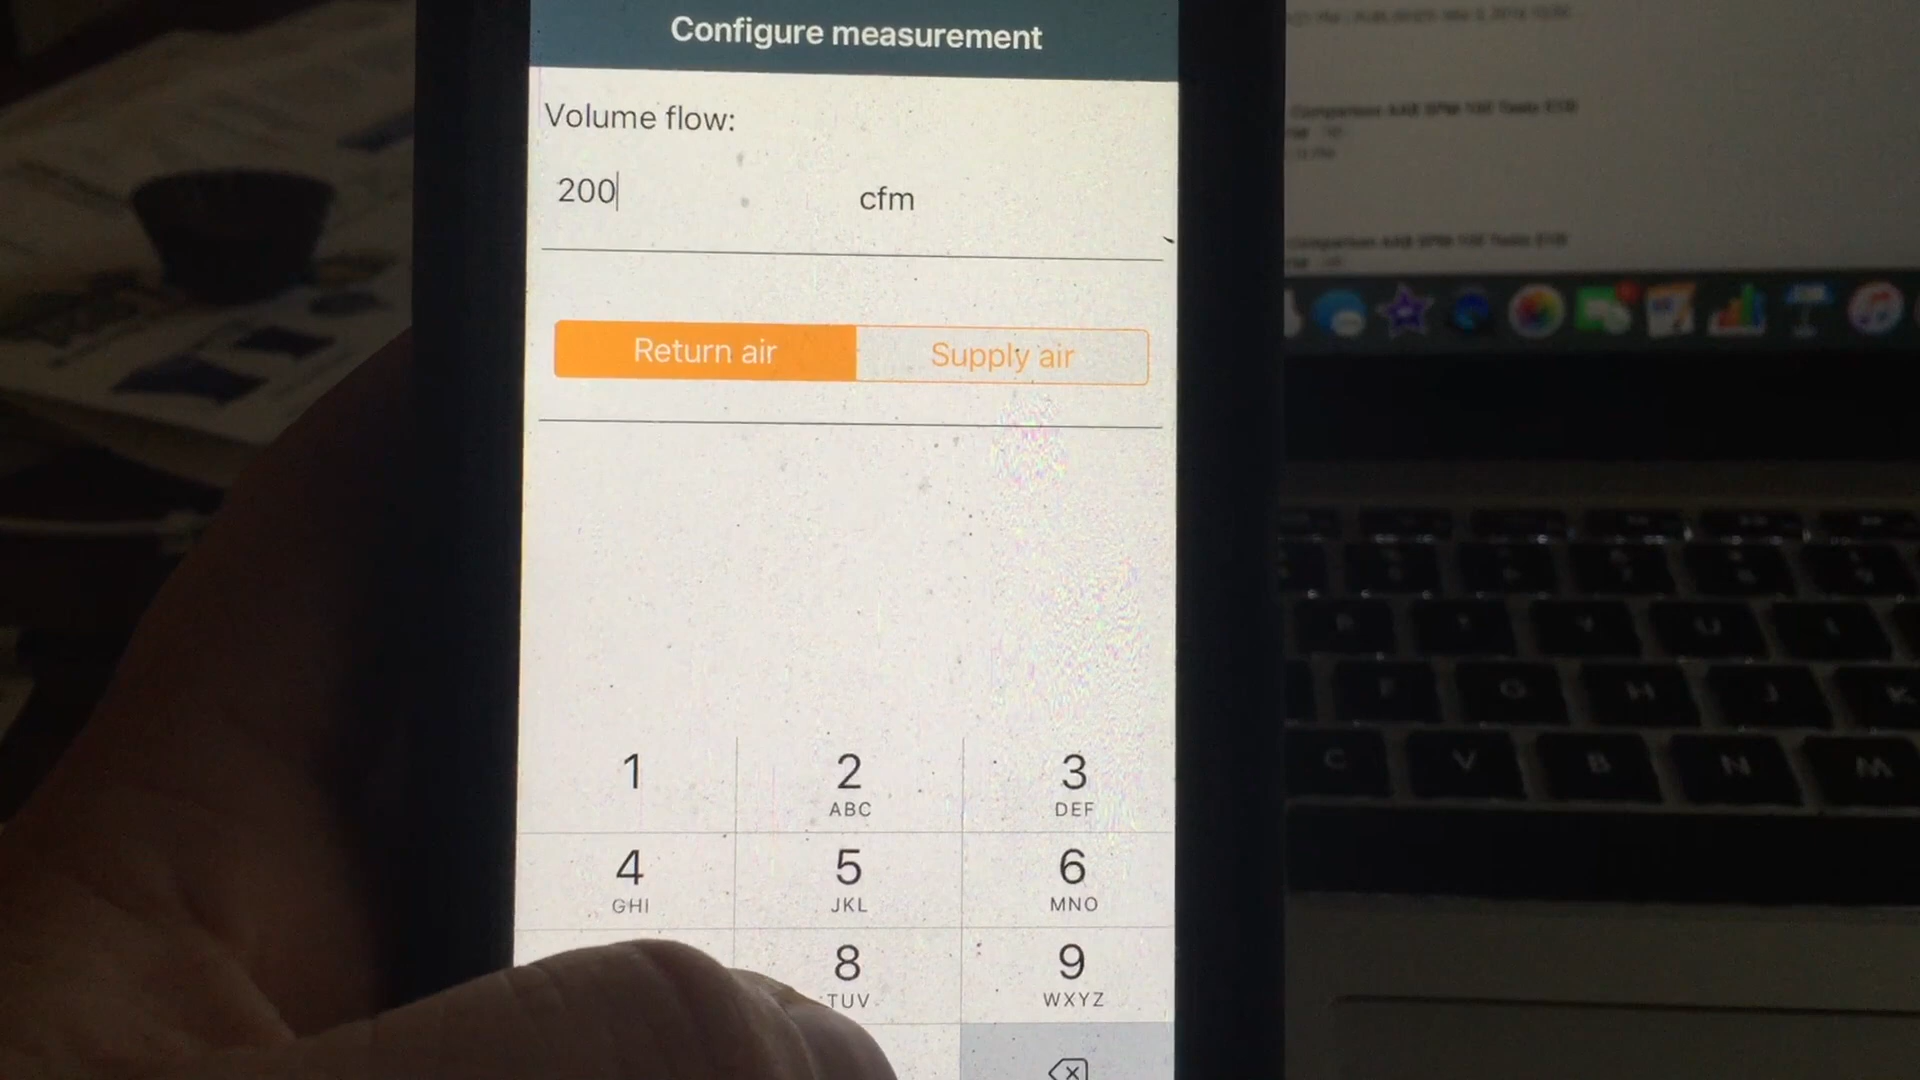 Configure measurement
Volume flow:
200
cfm
Return air
Supply air
1
2
ABC
3
DEF
4
GHI
5
JKL
6
MNO
8
TUV
9
WXYZ
F
G
H
J
K
C
V
B
N
M